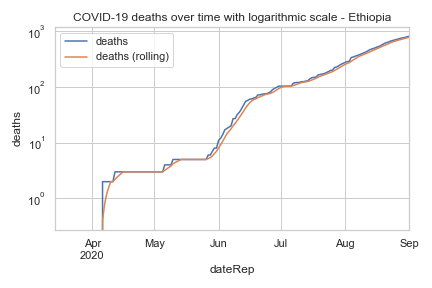 COVID-19 deaths over time with logarithmic scale - Ethiopia
deaths
deaths (rolling)
10³
10²
10¹
10⁰
deaths
Apr
2020
May
Jun
Jul
Aug
Sep
dateRep